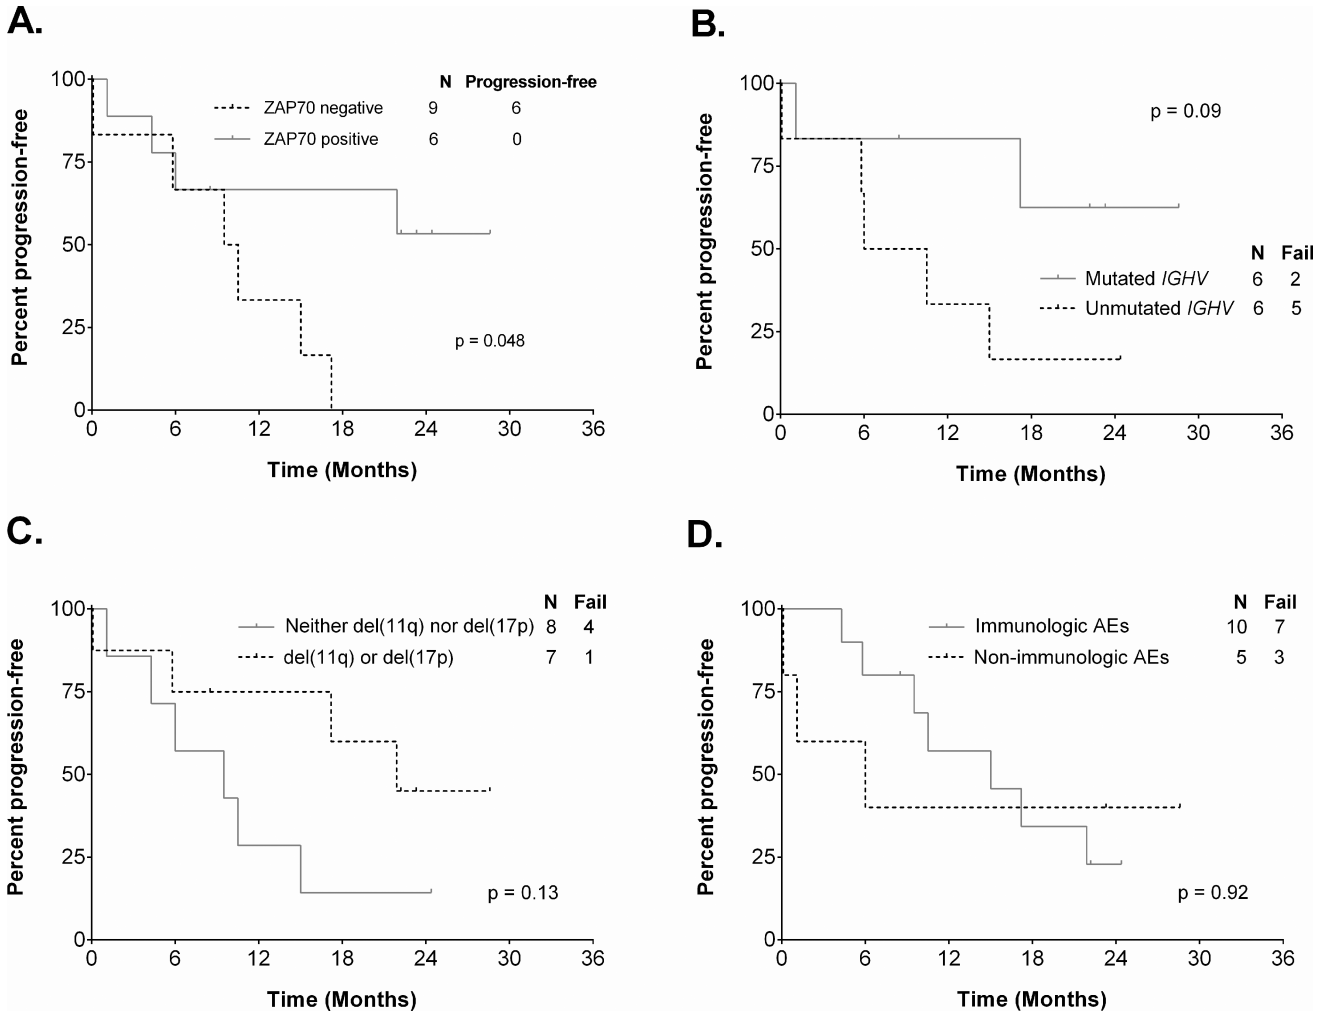 A.
N Progression-free
ZAP70 negative 9 6
ZAP70 positive 6 0
100
75
50
25
0
Percent progression-free
p = 0.048
0 6 12 18 24 30 36
Time (Months)
B.
p = 0.09
N Fail
Mutated IGHV 6 2
Unmutated IGHV 6 5
100
75
50
25
0
Percent progression-free
0 6 12 18 24 30 36
Time (Months)
C.
N Fail
Neither del(11q) nor del(17p) 8 4
del(11q) or del(17p) 7 1
100
75
50
25
0
Percent progression-free
p = 0.13
0 6 12 18 24 30 36
Time (Months)
D.
N Fail
Immunologic AEs 10 7
Non-immunologic AEs 5 3
100
75
50
25
0
Percent progression-free
p = 0.92
0 6 12 18 24 30 36
Time (Months)